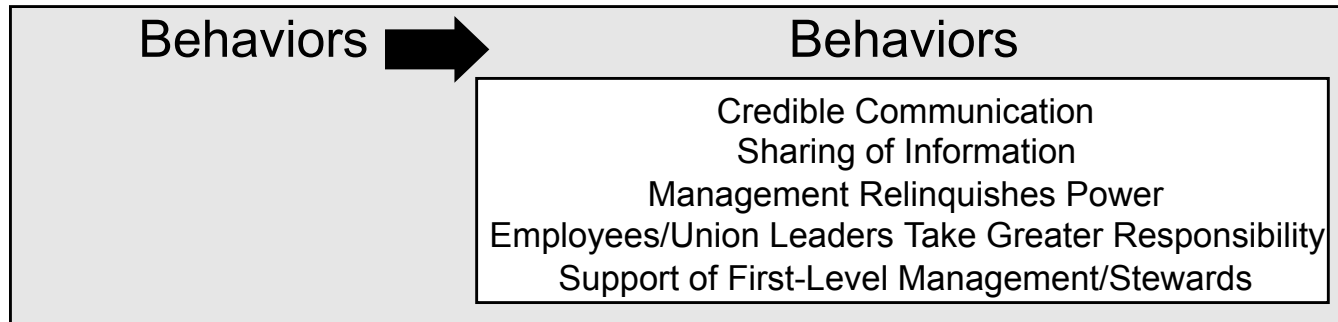 Behaviors
Behaviors
Credible Communication
Sharing of Information
Management Relinquishes Power
Employees/Union Leaders Take Greater Responsibility
Support of First-Level Management/Stewards